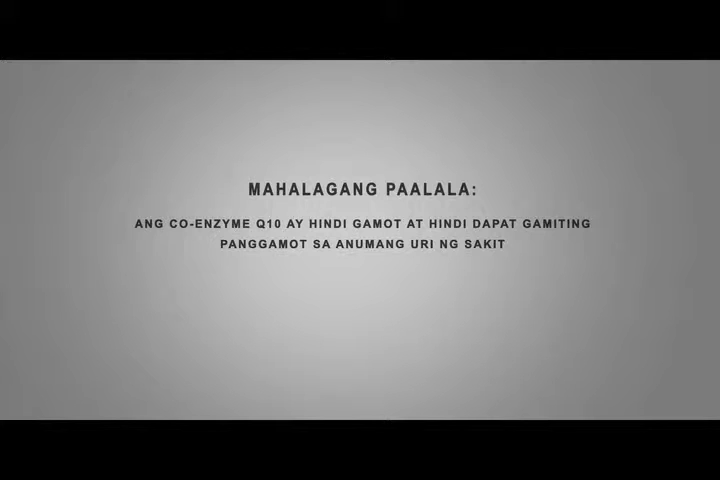 MAHALAGANG PAALALA:
ANG CO-ENZYME Q10 AY HINDI GAMOT AT HINDI DAPAT GAMITING
PANGGAMOT SA ANUMANG URI NG SAKIT